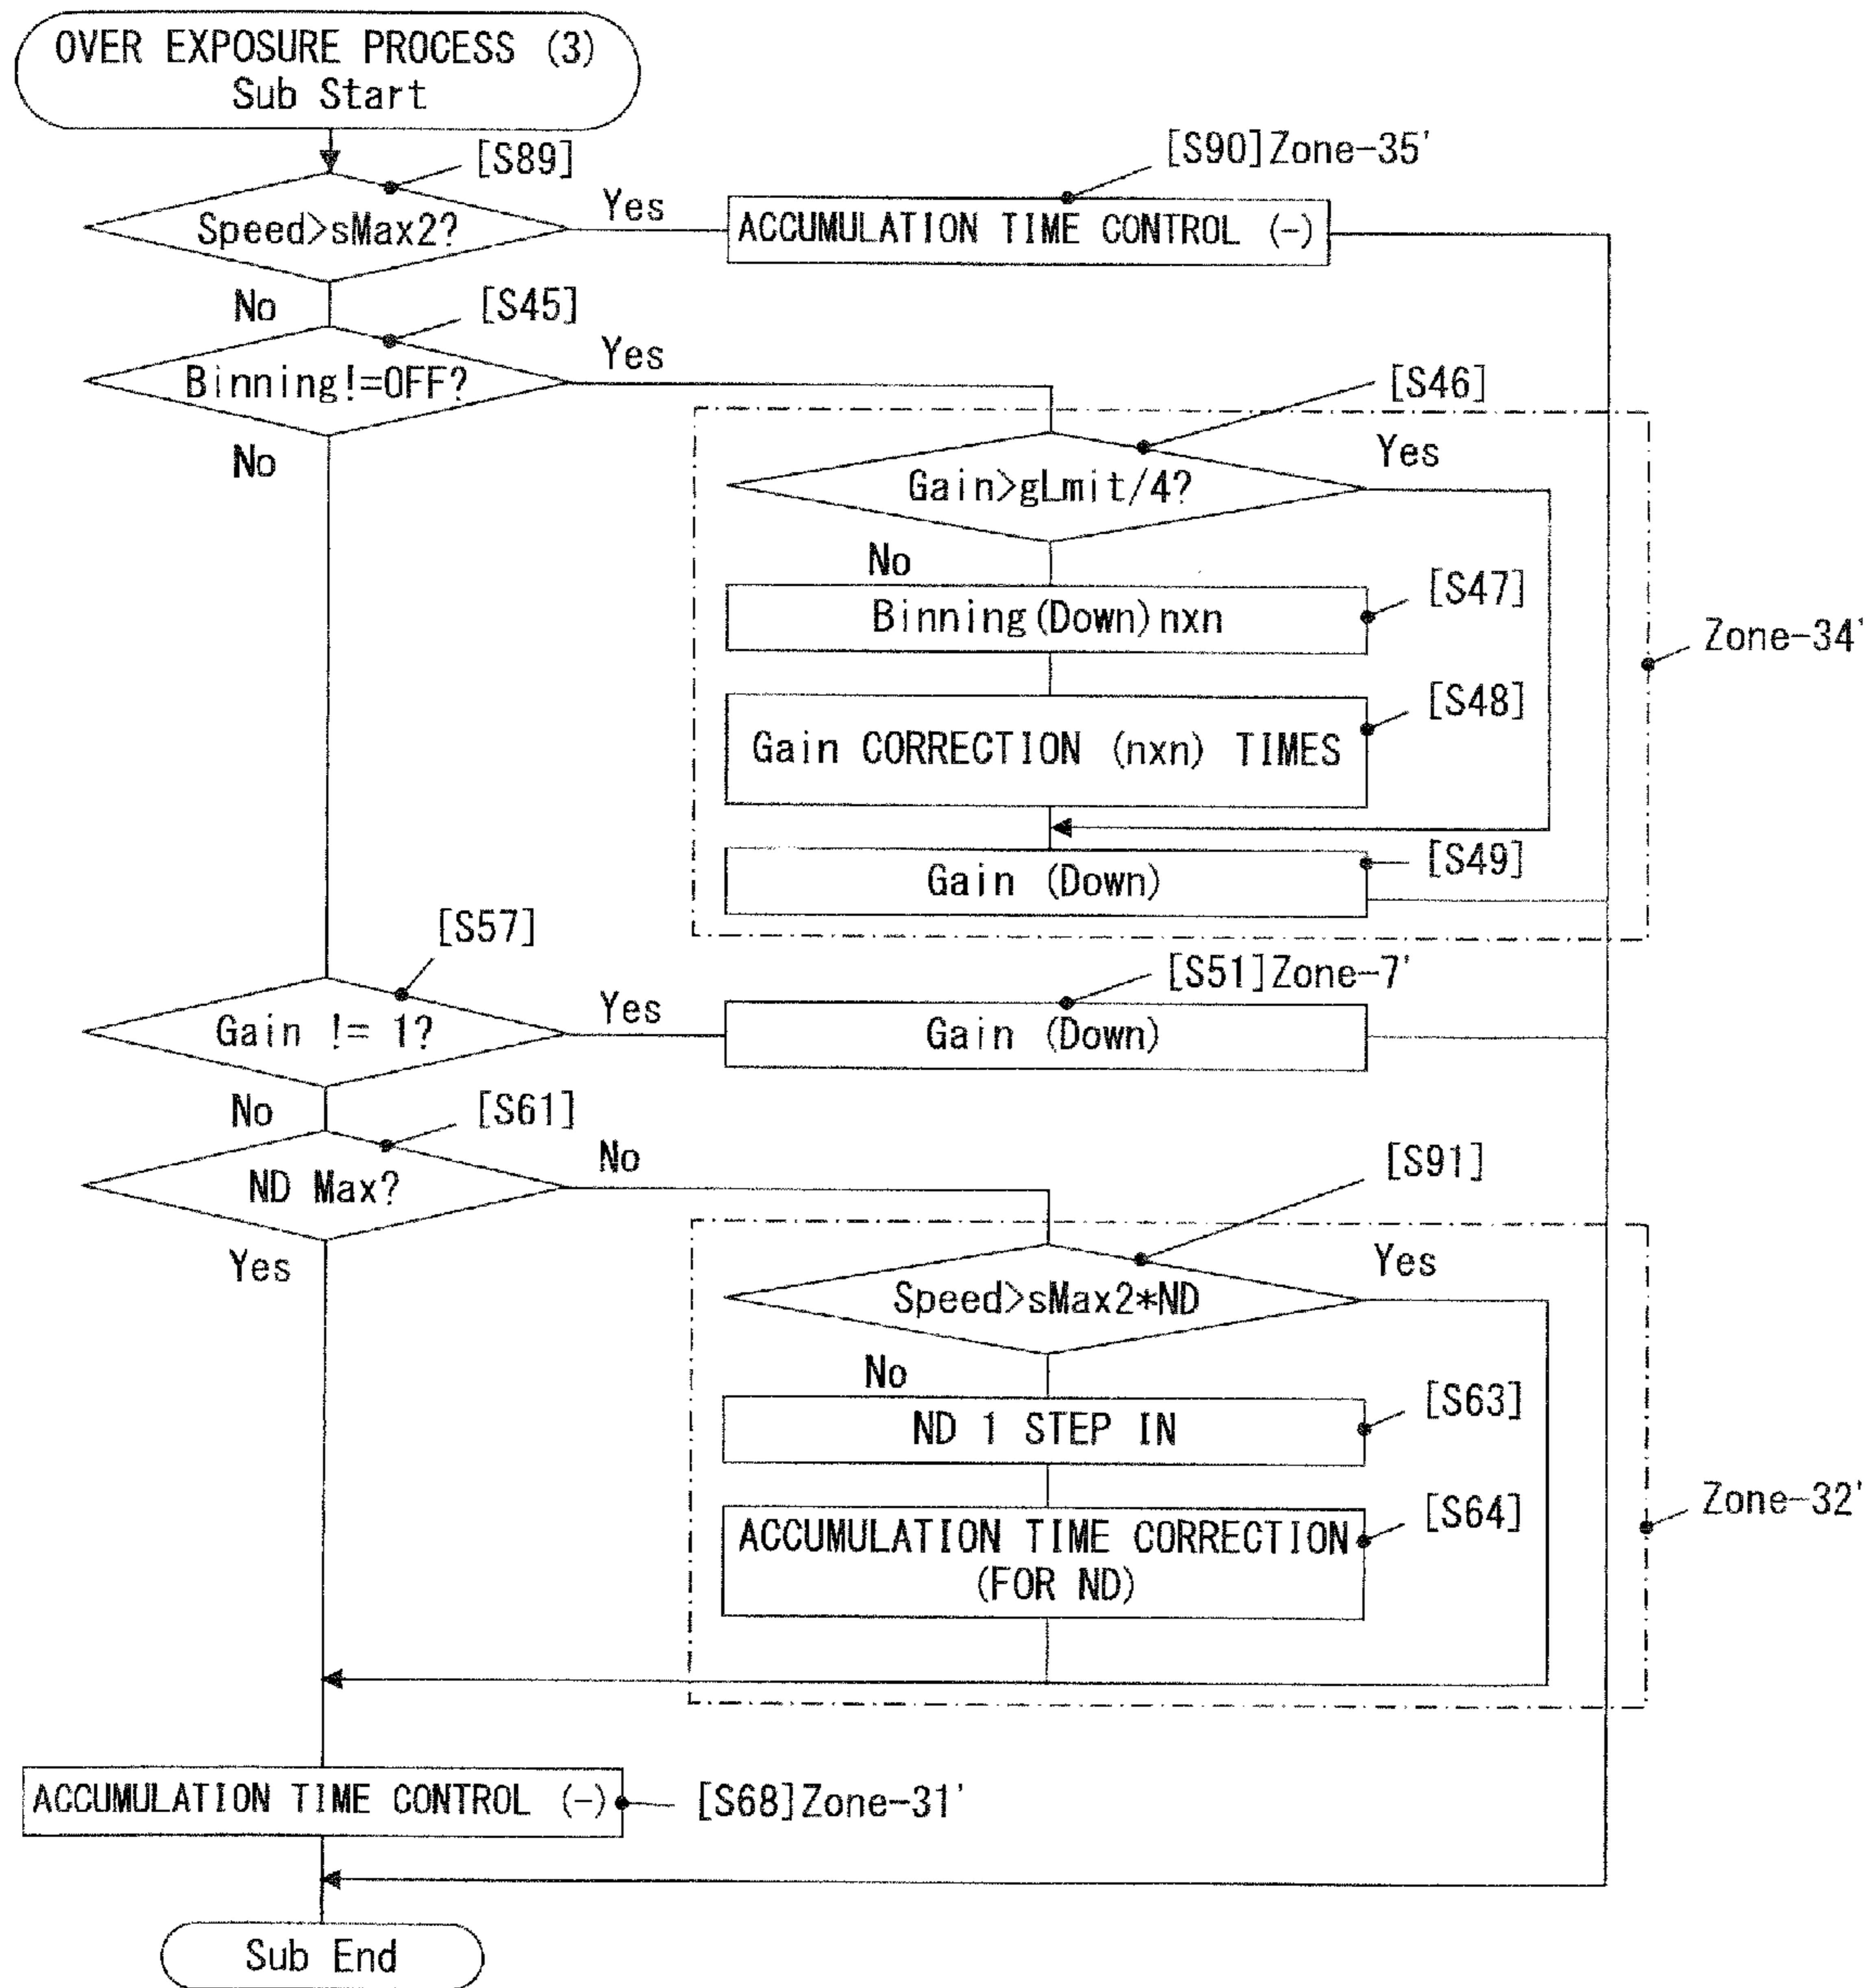 OVER EXPOSURE PROCESS (3)
Sub Start
[S89]
[S90]Zone-35'
Speed>sMax2?
Yes
ACCUMULATION TIME CONTROL (-)
No
[S45]
Binning!=OFF?
Yes
[S46]
No
Gain>gLmit/4?
Yes
No
Binning(Down)nxn
[S47]
Zone-34'
Gain CORRECTION (nxn) TIMES
[S48]
Gain (Down)
[S49]
[S57]
[S51]Zone-7'
Gain != 1?
Yes
Gain (Down)
No
[S61]
ND Max?
No
[S91]
Yes
Speed>sMax2*ND
Yes
No
ND 1 STEP IN
[S63]
Zone-32'
ACCUMULATION TIME CORRECTION
(FOR ND)
[S64]
ACCUMULATION TIME CONTROL (-)
[S68]Zone-31'
Sub End